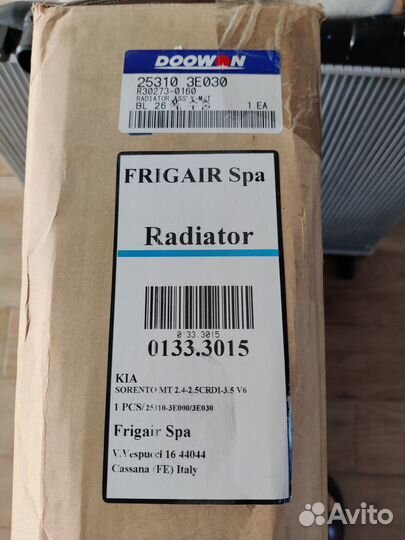 DOOWON
25310 3E030
R30273-0160
RADIATOR ASS'Y M/T
BL 26 1 EA
FRIGAIR Spa
Radiator
0133.3015
0133.3015
KIA
SORENTO MT 2.4-2.5CRDI-3.5 V6
1 PCS/ 25310-3E000/3E030
Frigair Spa
V.Vespucci 16 44044
Cassana (FE) Italy
Avito